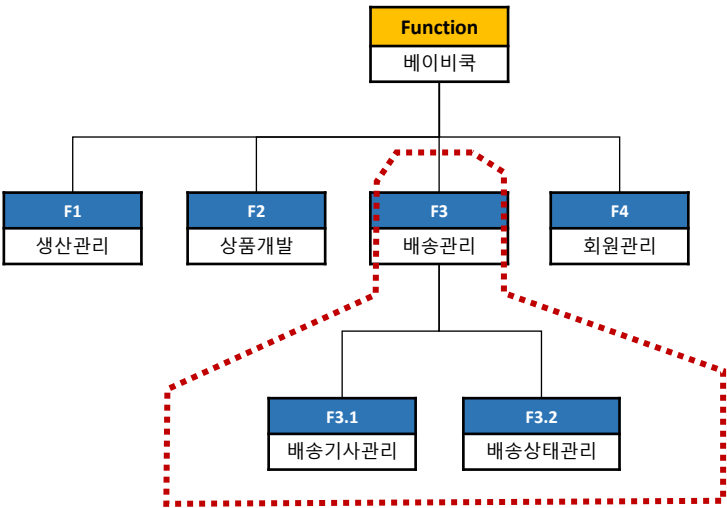 Function
베이비쿡
F1
생산관리
F2
상품개발
F3
배송관리
F4
회원관리
F3.1
배송기사관리
F3.2
배송상태관리